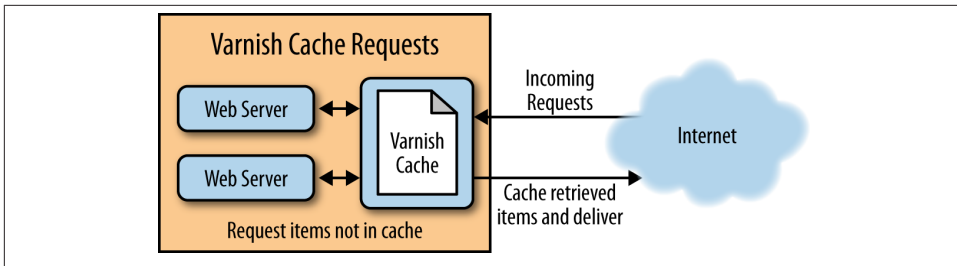 Varnish Cache Requests
Web Server
Web Server
Varnish
Cache
Request items not in cache
Incoming
Requests
Cache retrieved
items and deliver
Internet